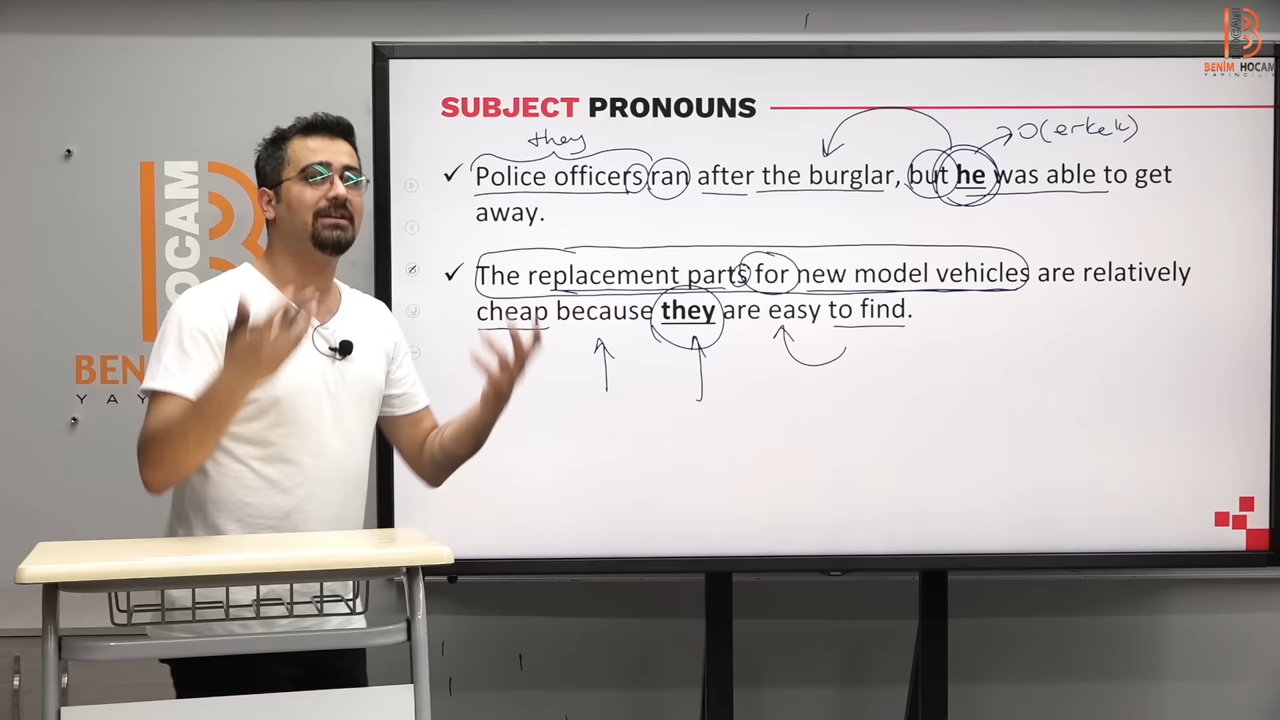 BENİM HOCAM
YAYINCILIK
SUBJECT PRONOUNS
they
O(erkek)
✓ Police officers ran after the burglar, but he was able to get
away.
✓ The replacement parts for new model vehicles are relatively
cheap because they are easy to find.
HOCAM
BEN
YAY